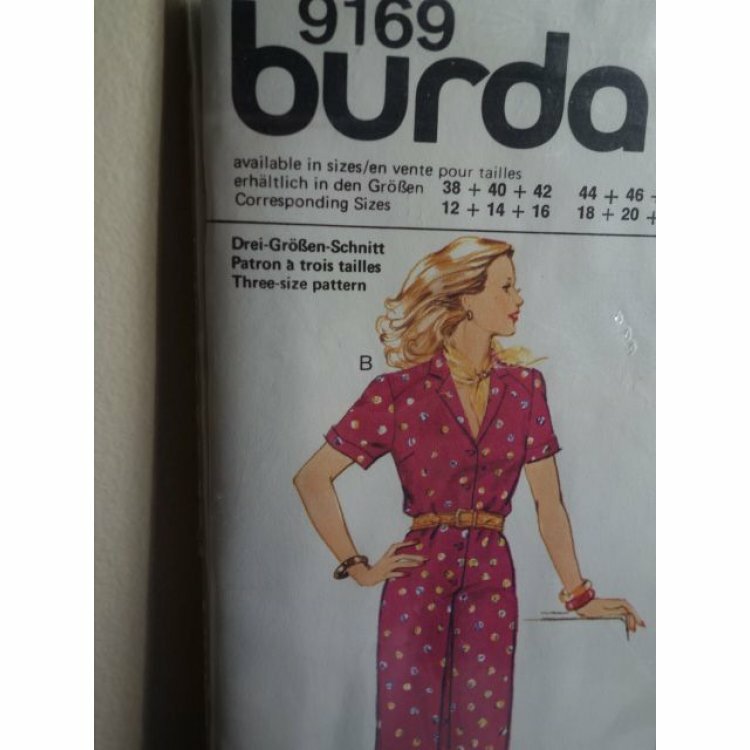 9169
burda
available in sizes/en vente pour tailles
erhältlich in den Größen 38 + 40 + 42 44 + 46 +
Corresponding Sizes 12 + 14 + 16 18 + 20 +
Drei-Größen-Schnitt
Patron à trois tailles
Three-size pattern
B